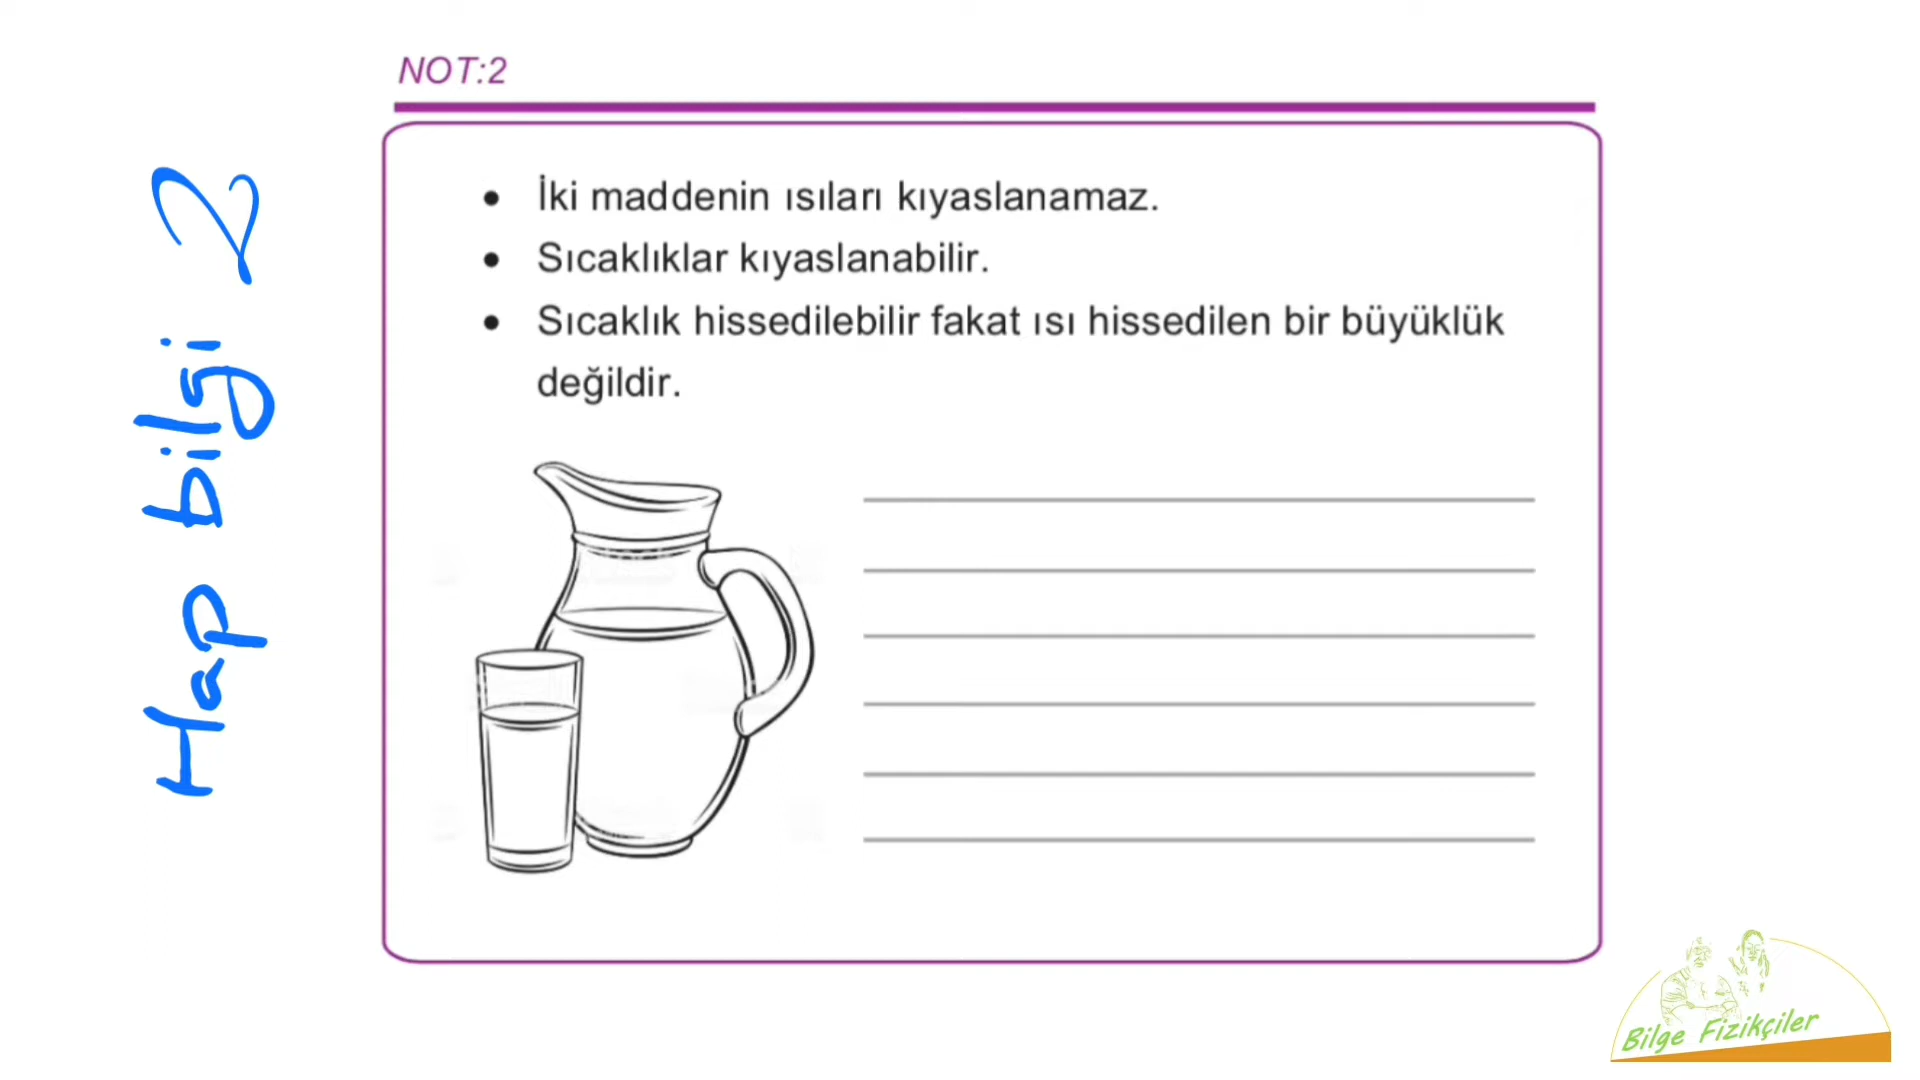 NOT:2
Hap bilgi 2
• İki maddenin ısıları kıyaslanamaz.
• Sıcaklıklar kıyaslanabilir.
• Sıcaklık hissedilebilir fakat ısı hissedilen bir büyüklük
değildir.
Bilge Fizikçiler